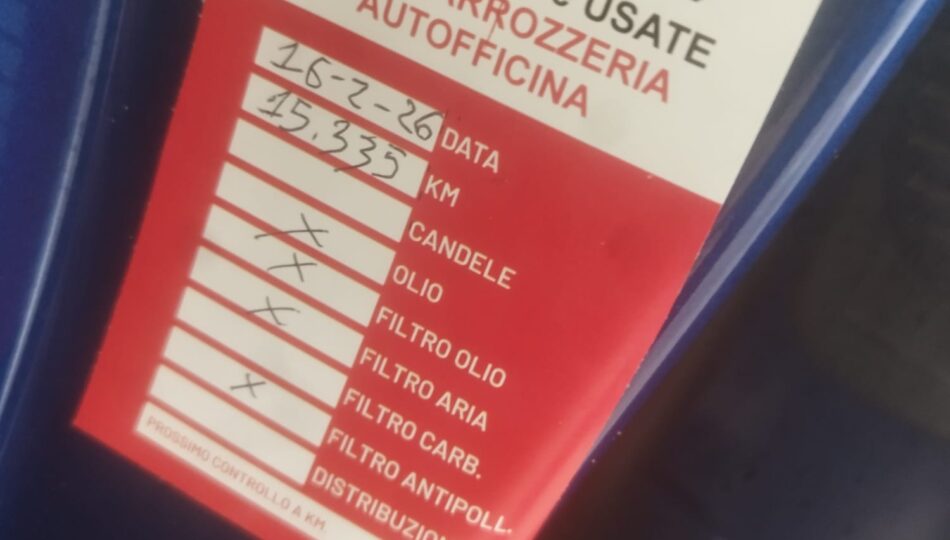 USATE
ARROZZERIA
AUTOFFICINA
16-2-26 DATA
15.335 KM
CANDELE
X OLIO
X FILTRO OLIO
X FILTRO ARIA
FILTRO CARB.
X FILTRO ANTIPOLL.
DISTRIBUZIO
PROSSIMO CONTROLLO A KM.